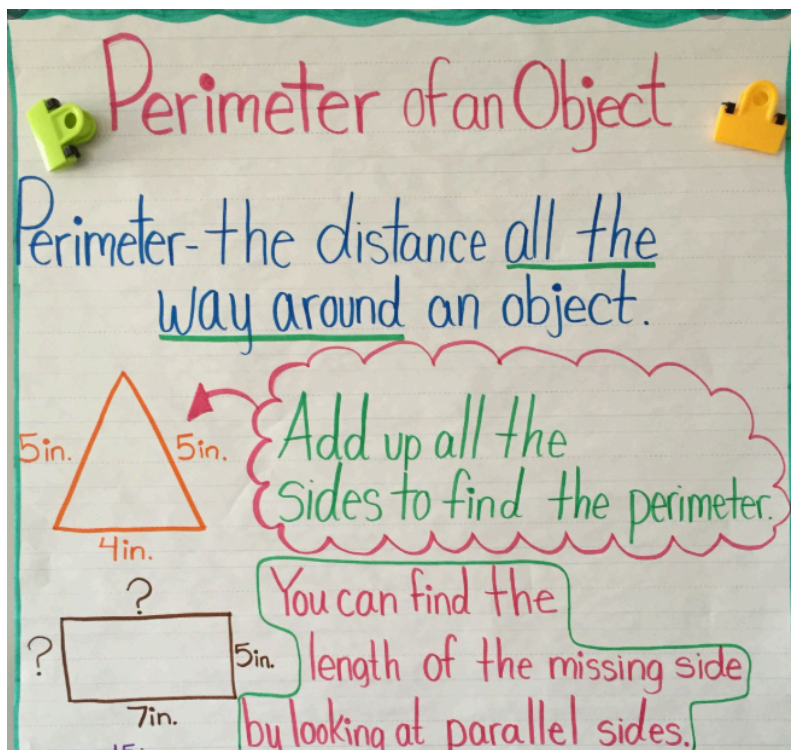 Perimeter of an Object
Perimeter- the distance all the
way around an object.
5in.
5in.
4in.
Add up all the
sides to find the perimeter.
?
?
5in.
7in.
You can find the
length of the missing side
by looking at parallel sides.